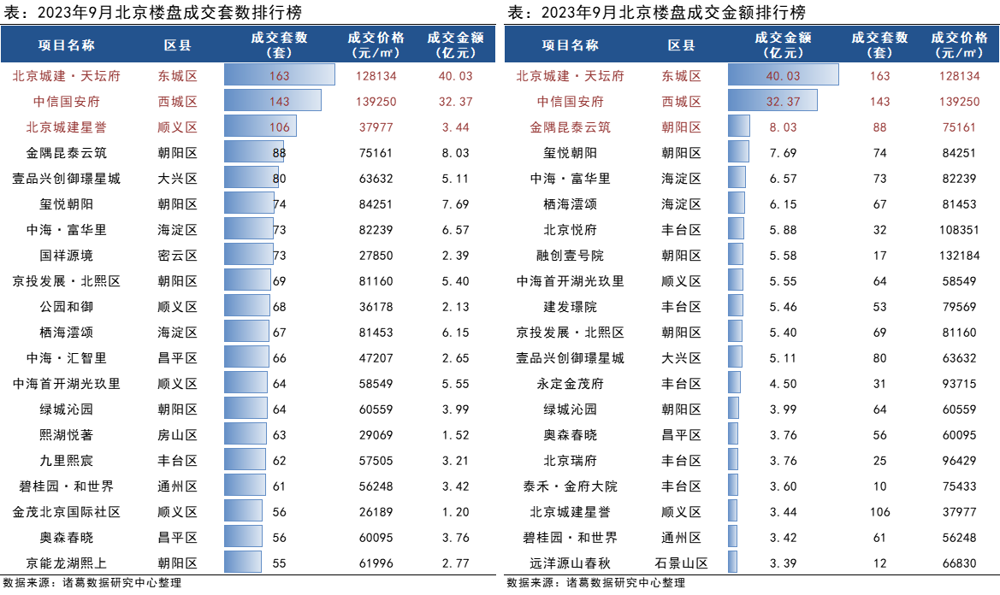 表：2023年9月北京楼盘成交套数排行榜
项目名称 区县 成交套数（套） 成交价格（元/㎡） 成交金额（亿元）
北京城建·天坛府 东城区 163 128134 40.03
中信国安府 西城区 143 139250 32.37
北京城建星誉 顺义区 106 37977 3.44
金隅昆泰云筑 朝阳区 88 75161 8.03
壹品兴创御璟星城 大兴区 80 63632 5.11
玺悦朝阳 朝阳区 74 84251 7.69
中海·富华里 海淀区 73 82239 6.57
国祥源境 密云区 73 27850 2.39
京投发展·北熙区 朝阳区 69 81160 5.40
公园和御 顺义区 68 36178 2.13
栖海澐颂 海淀区 67 81453 6.15
中海·汇智里 昌平区 66 47207 2.65
中海首开湖光玖里 顺义区 64 58549 5.55
绿城沁园 朝阳区 64 60559 3.99
熙湖悦著 房山区 63 29069 1.52
九里熙宸 丰台区 62 57505 3.21
碧桂园·和世界 通州区 61 56248 3.42
金茂北京国际社区 顺义区 56 26189 1.20
奥森春晓 昌平区 56 60095 3.76
京能龙湖熙上 朝阳区 55 61996 2.77
数据来源：诸葛数据研究中心整理
表：2023年9月北京楼盘成交金额排行榜
项目名称 区县 成交金额（亿元） 成交套数（套） 成交价格（元/㎡）
北京城建·天坛府 东城区 40.03 163 128134
中信国安府 西城区 32.37 143 139250
金隅昆泰云筑 朝阳区 8.03 88 75161
玺悦朝阳 朝阳区 7.69 74 84251
中海·富华里 海淀区 6.57 73 82239
栖海澐颂 海淀区 6.15 67 81453
北京悦府 丰台区 5.88 32 108351
融创壹号院 朝阳区 5.58 17 132184
中海首开湖光玖里 顺义区 5.55 64 58549
建发璟院 丰台区 5.46 53 79569
京投发展·北熙区 朝阳区 5.40 69 81160
壹品兴创御璟星城 大兴区 5.11 80 63632
永定金茂府 丰台区 4.50 31 93715
绿城沁园 朝阳区 3.99 64 60559
奥森春晓 昌平区 3.76 56 60095
北京瑞府 丰台区 3.76 25 96429
泰禾·金府大院 丰台区 3.60 10 75433
北京城建星誉 顺义区 3.44 106 37977
碧桂园·和世界 通州区 3.42 61 56248
远洋源山春秋 石景山区 3.39 12 66830
数据来源：诸葛数据研究中心整理